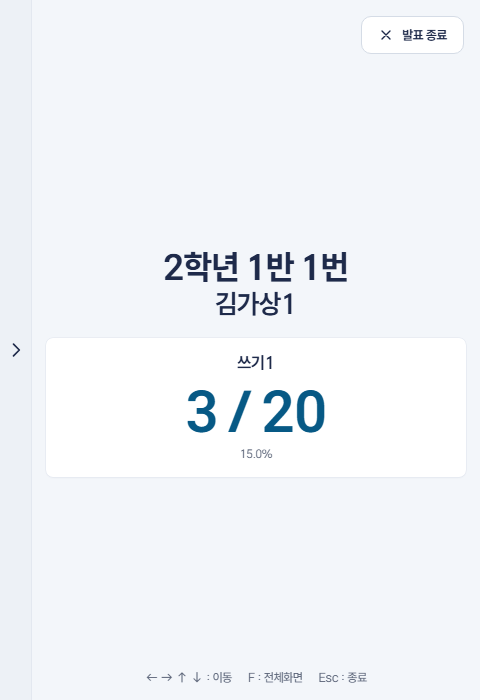 발표 종료
2학년 1반 1번
김가상1
쓰기1
3 / 20
15.0%
← → ↑ ↓ : 이동 F : 전체화면 Esc : 종료